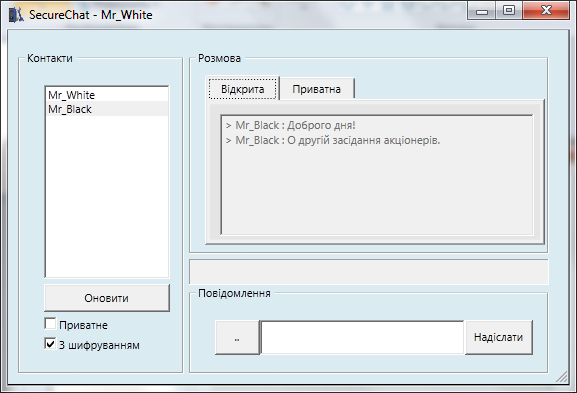 SecureChat - Mr_White
Контакти
Mr_White
Mr_Black
Оновити
Приватне
З шифруванням
Розмова
Відкрита
Приватна
> Mr_Black : Доброго дня!
> Mr_Black : О другій засідання акціонерів.
Повідомлення
..
Надіслати